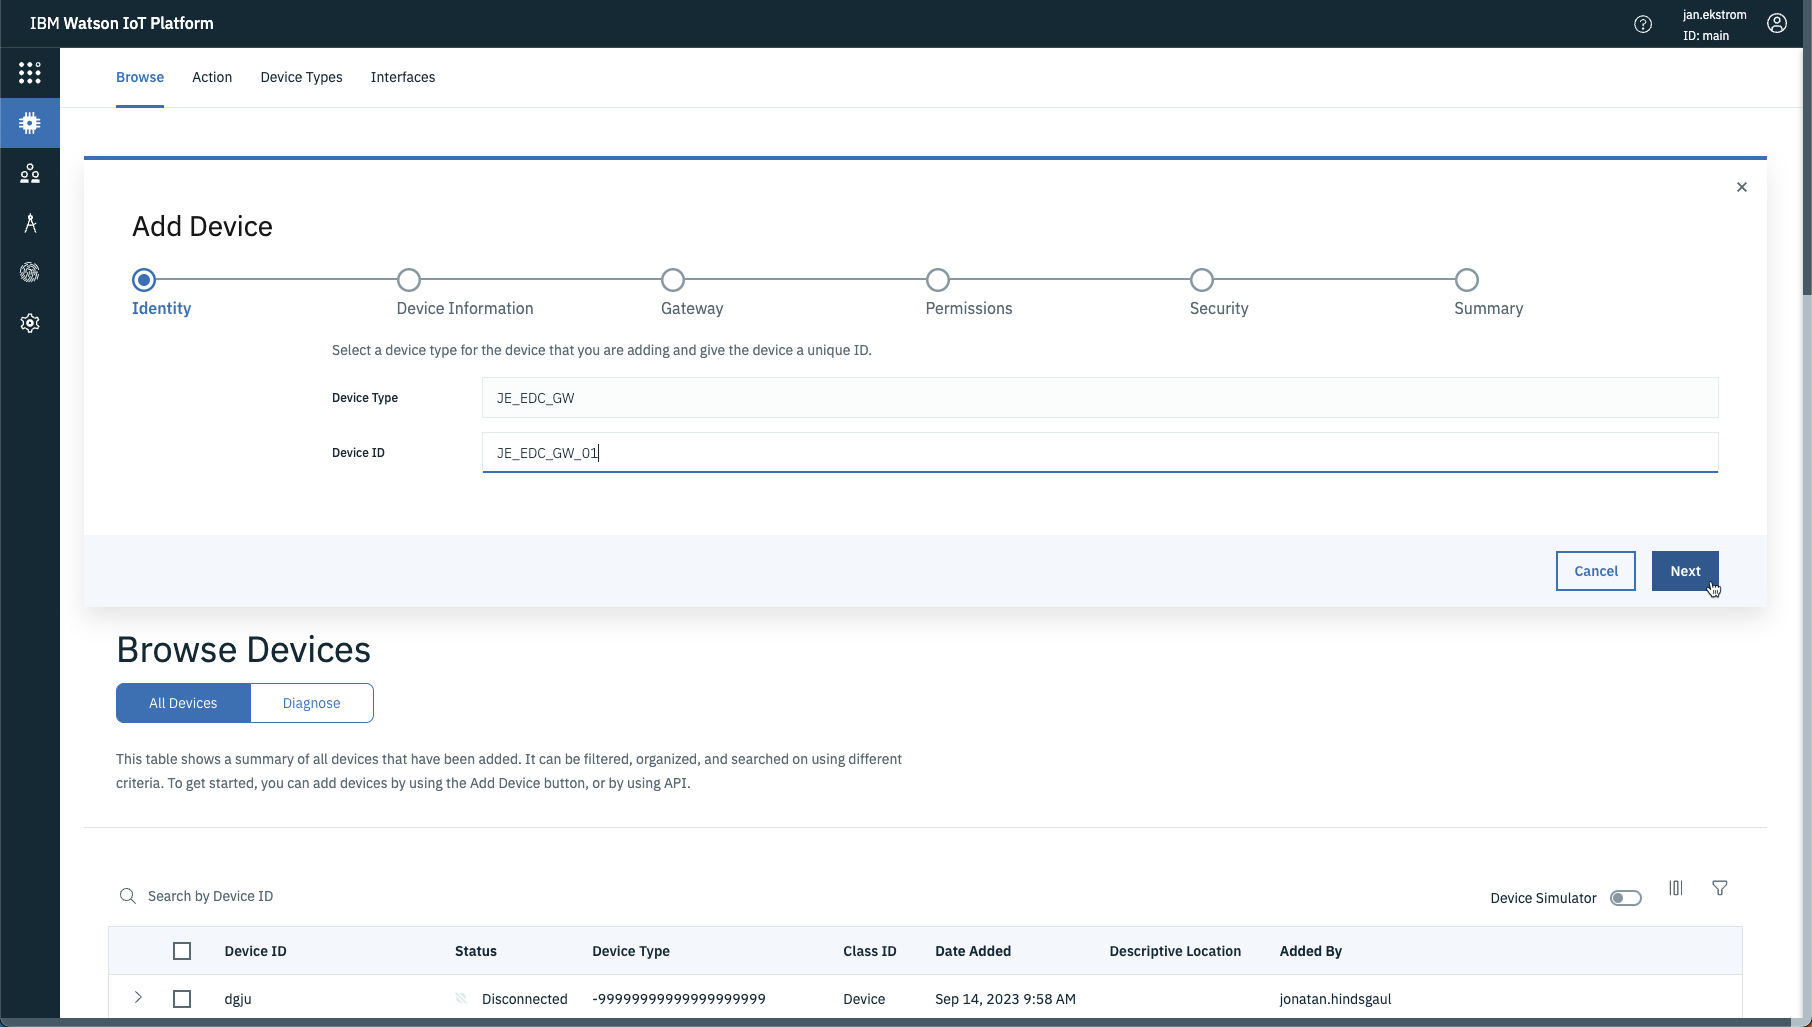 IBM Watson IoT Platform
jan.ekstrom
ID: main
Browse Action Device Types Interfaces
Add Device
Identity Device Information Gateway Permissions Security Summary
Select a device type for the device that you are adding and give the device a unique ID.
Device Type JE_EDC_GW
Device ID JE_EDC_GW_01
Cancel Next
Browse Devices
All Devices Diagnose
This table shows a summary of all devices that have been added. It can be filtered, organized, and searched on using different
criteria. To get started, you can add devices by using the Add Device button, or by using API.
Search by Device ID Device Simulator
Device ID Status Device Type Class ID Date Added Descriptive Location Added By
dgju Disconnected -99999999999999999999 Device Sep 14, 2023 9:58 AM jonatan.hindsgaul